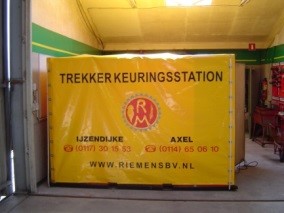 TREKKER KEURINGSSTATION
RM
IJZENDIJKE AXEL
(0117) 30 15 53 (0114) 65 06 10
WWW.RIEMENSBV.NL